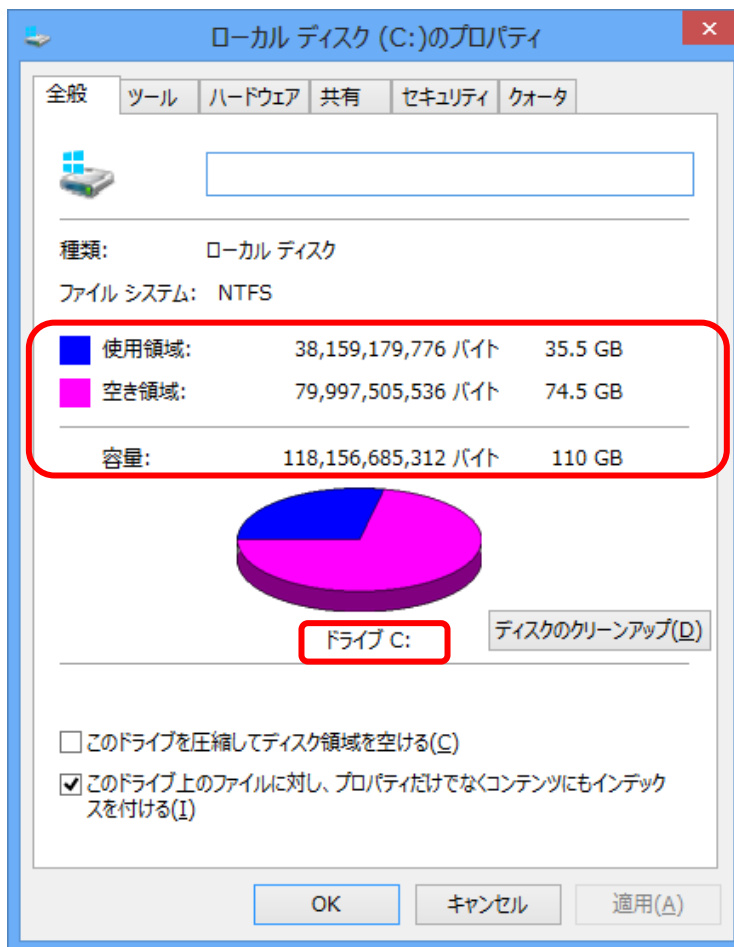 ローカル ディスク (C:)のプロパティ
全般 ツール ハードウェア 共有 セキュリティ クォータ
種類: ローカル ディスク
ファイル システム: NTFS
使用領域: 38,159,179,776 バイト 35.5 GB
空き領域: 79,997,505,536 バイト 74.5 GB
容量: 118,156,685,312 バイト 110 GB
ドライブ C:
ディスクのクリーンアップ(D)
このドライブを圧縮してディスク領域を空ける(C)
このドライブ上のファイルに対し、プロパティだけでなくコンテンツにもインデック
スを付ける(I)
OK キャンセル 適用(A)